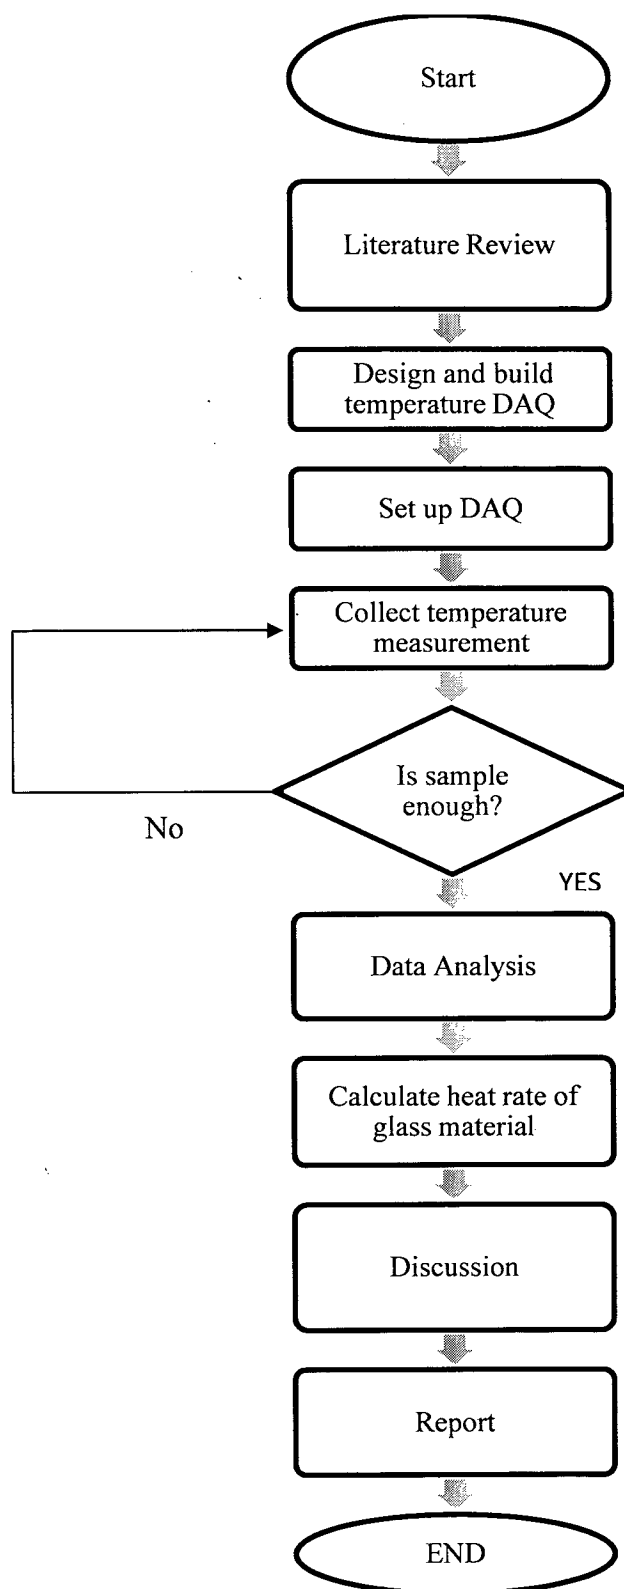 Start
Literature Review
Design and build
temperature DAQ
Set up DAQ
Collect temperature
measurement
Is sample
enough?
No
YES
Data Analysis
Calculate heat rate of
glass material
Discussion
Report
END